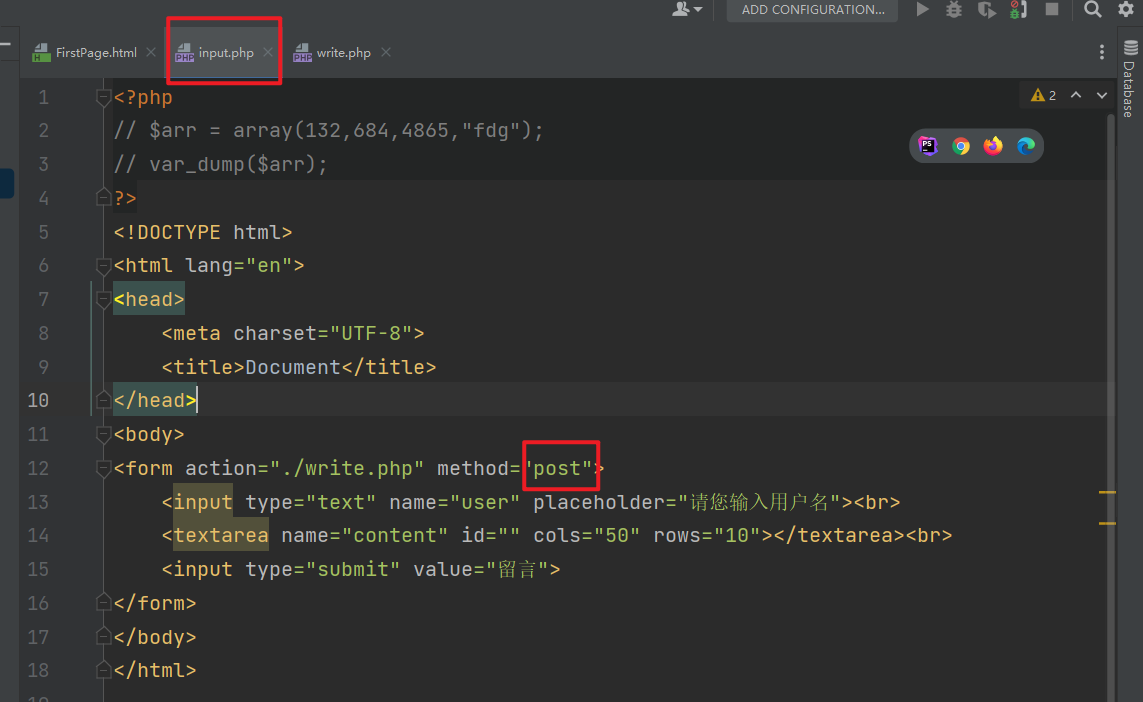 ADD CONFIGURATION...
FirstPage.html
input.php
write.php
Database
2
1 <?php
2 // $arr = array(132,684,4865,"fdg");
3 // var_dump($arr);
4 ?>
5 <!DOCTYPE html>
6 <html lang="en">
7 <head>
8     <meta charset="UTF-8">
9     <title>Document</title>
10 </head>
11 <body>
12 <form action="./write.php" method="post">
13     <input type="text" name="user" placeholder="请您输入用户名"><br>
14     <textarea name="content" id="" cols="50" rows="10"></textarea><br>
15     <input type="submit" value="留言">
16 </form>
17 </body>
18 </html>